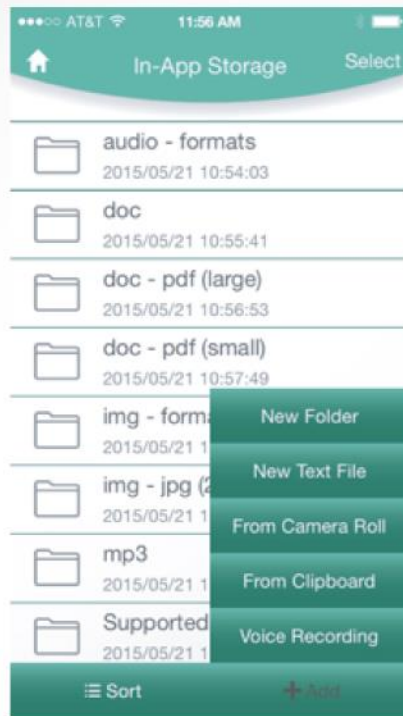 AT&T 11:56 AM
In-App Storage Select
audio - formats
2015/05/21 10:54:03
doc
2015/05/21 10:55:41
doc - pdf (large)
2015/05/21 10:56:53
doc - pdf (small)
2015/05/21 10:57:49
img - forma
2015/05/21 1
img - jpg (2
2015/05/21 1
mp3
2015/05/21 1
Supported
2015/05/21 1
New Folder
New Text File
From Camera Roll
From Clipboard
Voice Recording
Sort + Add